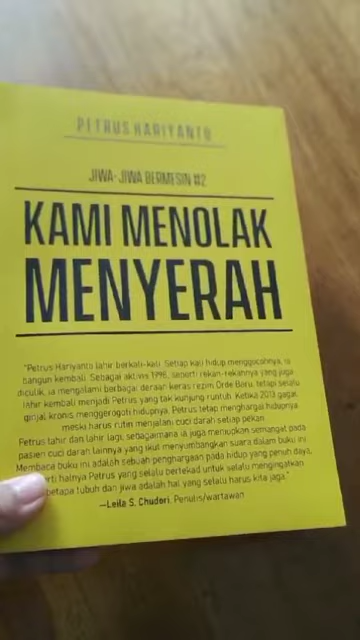 PETRUS HARIYANTO
JIWA-JIWA BERMESIN #2
KAMI MENOLAK
MENYERAH
"Petrus Hariyanto lahir berkali-kali. Setiap kali hidup mengguncangnya, ia
bangun kembali. Sebagai aktivis 1998, seperti rekan-rekannya yang juga
diculik, ia mengalami berbagai deraan keras rezim Orde Baru, tetapi selalu
lahir kembali menjadi Petrus yang tak kunjung runtuh. Ketika 2013 gagal
ginjal kronis menggerogoti hidupnya, Petrus tetap menghargai hidupnya
meski harus rutin menjalani cuci darah setiap pekan.
Petrus lahir dan lahir lagi, sebagaimana ia juga meniupkan semangat pada
pasien cuci darah lainnya yang ikut menyumbangkan suara dalam buku ini
Membaca buku ini adalah sebuah penghargaan pada hidup yang penuh daya,
erti halnya Petrus yang selalu bertekad untuk selalu mengingatkan
betapa tubuh dan jiwa adalah hal yang selalu harus kita jaga."
—Leila S. Chudori, Penulis/wartawan